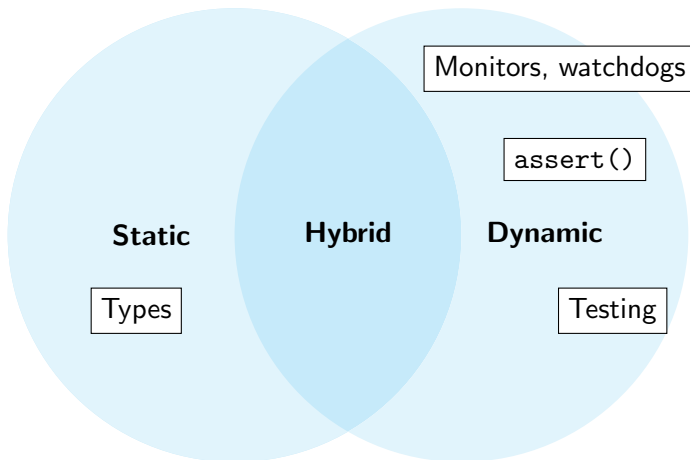 Monitors, watchdogs
assert()
Static
Hybrid
Dynamic
Types
Testing